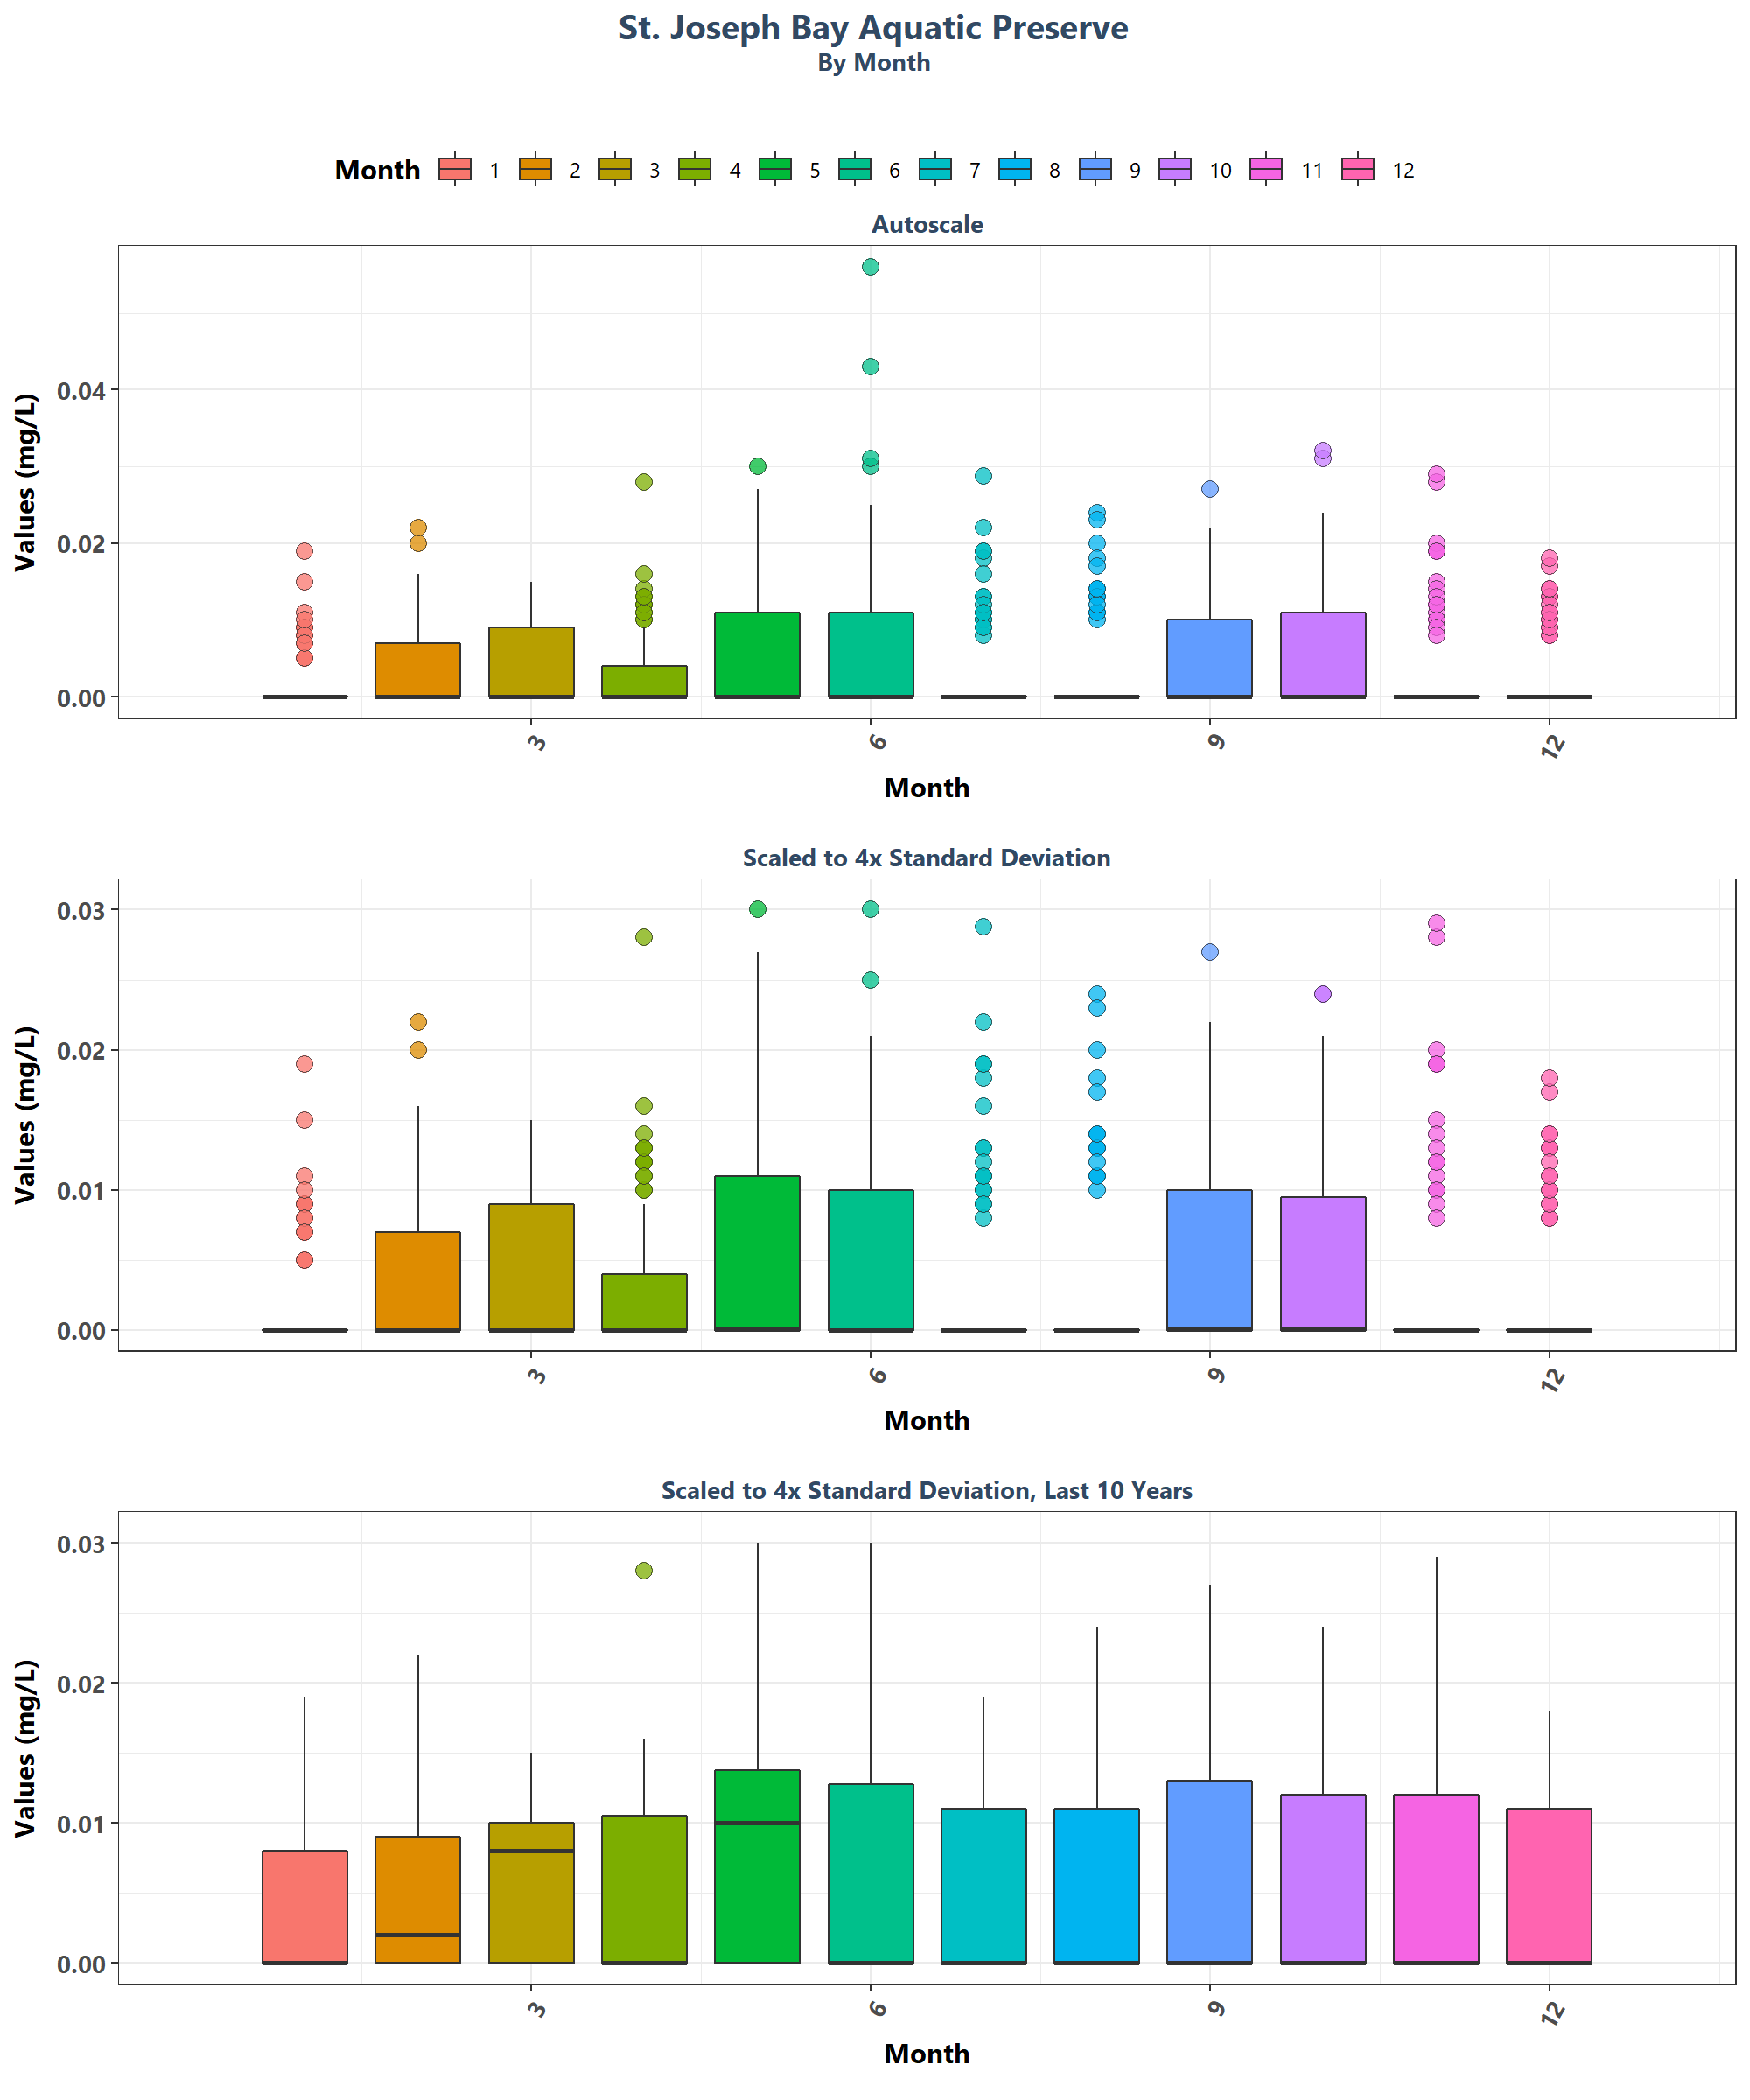 St. Joseph Bay Aquatic Preserve
By Month
Month 1 2 3 4 5 6 7 8 9 10 11 12
Autoscale
Values (mg/L)
0.04
0.02
0.00
3 6 9 12
Month
Scaled to 4x Standard Deviation
Values (mg/L)
0.03
0.02
0.01
0.00
3 6 9 12
Month
Scaled to 4x Standard Deviation, Last 10 Years
Values (mg/L)
0.03
0.02
0.01
0.00
3 6 9 12
Month